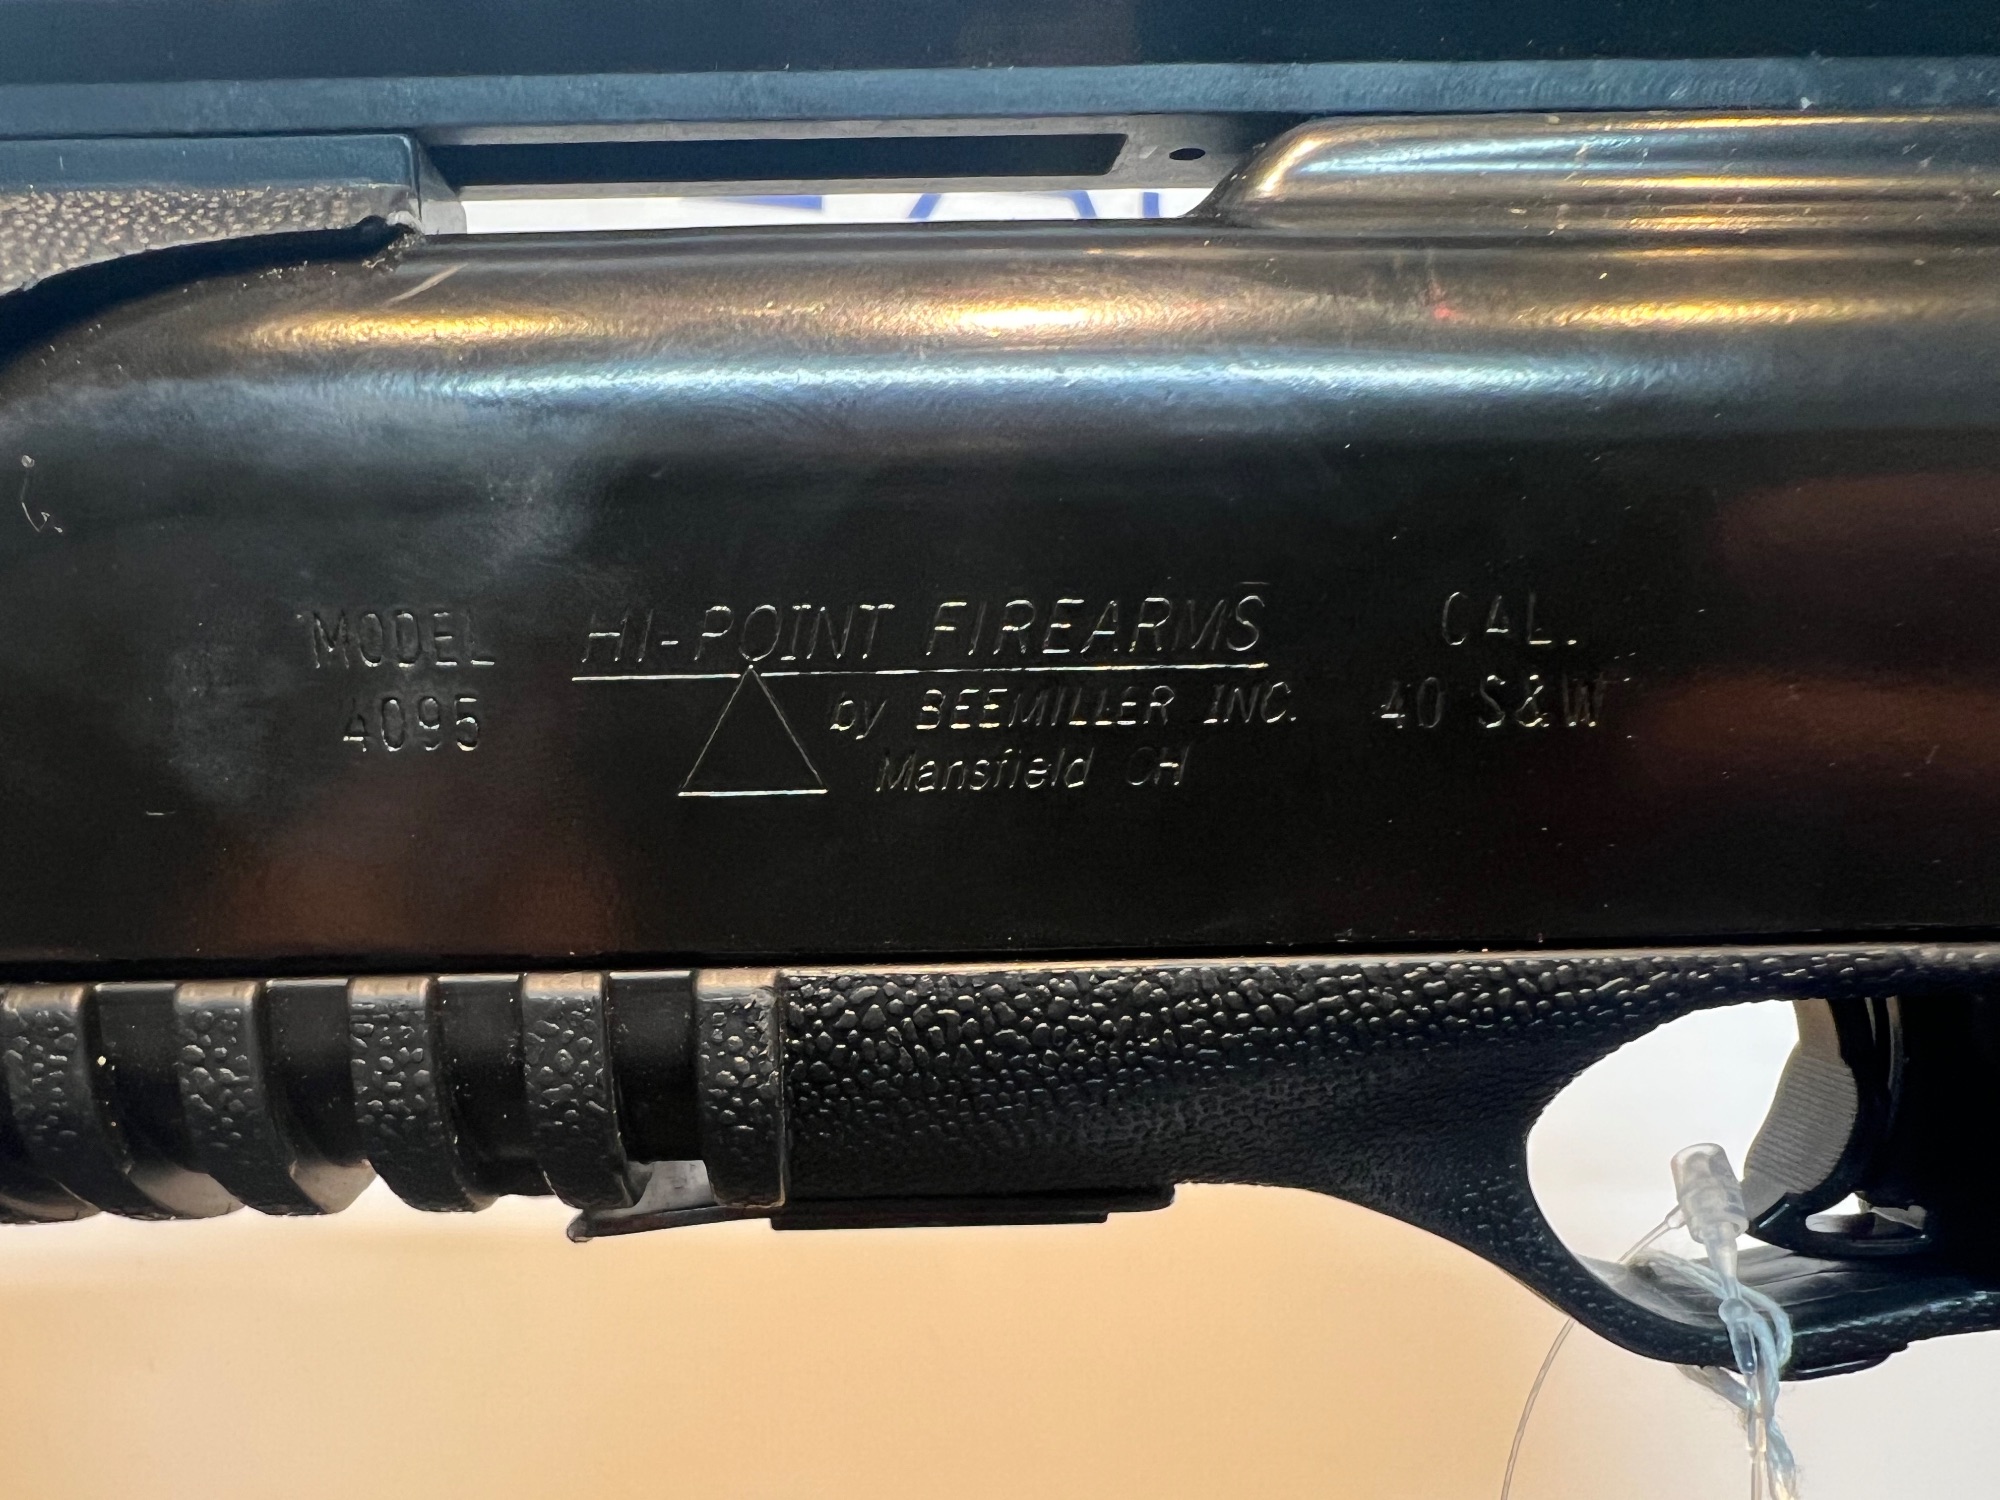 MODEL
4095
HI-POINT FIREARMS
by BEEMILLER INC.
Mansfield OH
CAL.
40 S&W